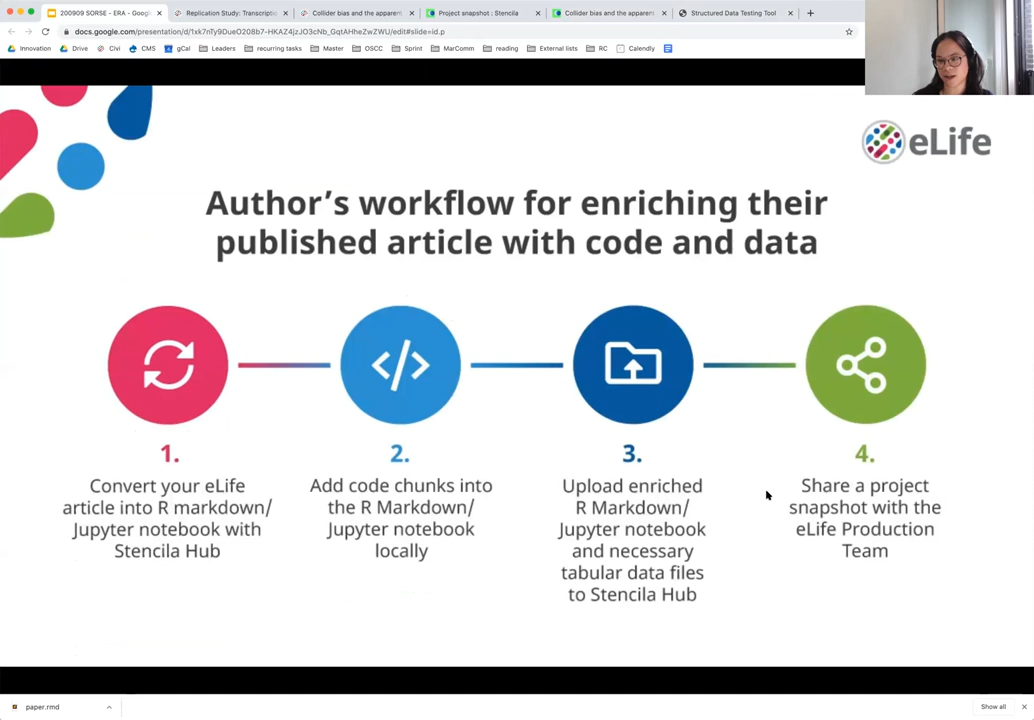 200909 SORSE - ERA - Googl
Replication Study: Transcripti
Collider bias and the apparent
Project snapshot : Stencila
Collider bias and the apparent
Structured Data Testing Tool
docs.google.com/presentation/d/1xk7nTy9DueO208b7-HKAZ4jzJO3cNb_GqtAHheZwZWU/edit#slide=id.p
Innovation
Drive
Civi
CMS
gCal
Leaders
recurring tasks
Master
OSCC
Sprint
MarComm
reading
External lists
RC
Calendly
eLife
Author's workflow for enriching their
published article with code and data
</>
1.
Convert your eLife
article into R markdown/
Jupyter notebook with
Stencila Hub
2.
Add code chunks into
the R Markdown/
Jupyter notebook
locally
3.
Upload enriched
R Markdown/
Jupyter notebook
and necessary
tabular data files
to Stencila Hub
4.
Share a project
snapshot with the
eLife Production
Team
paper.rmd
Show all